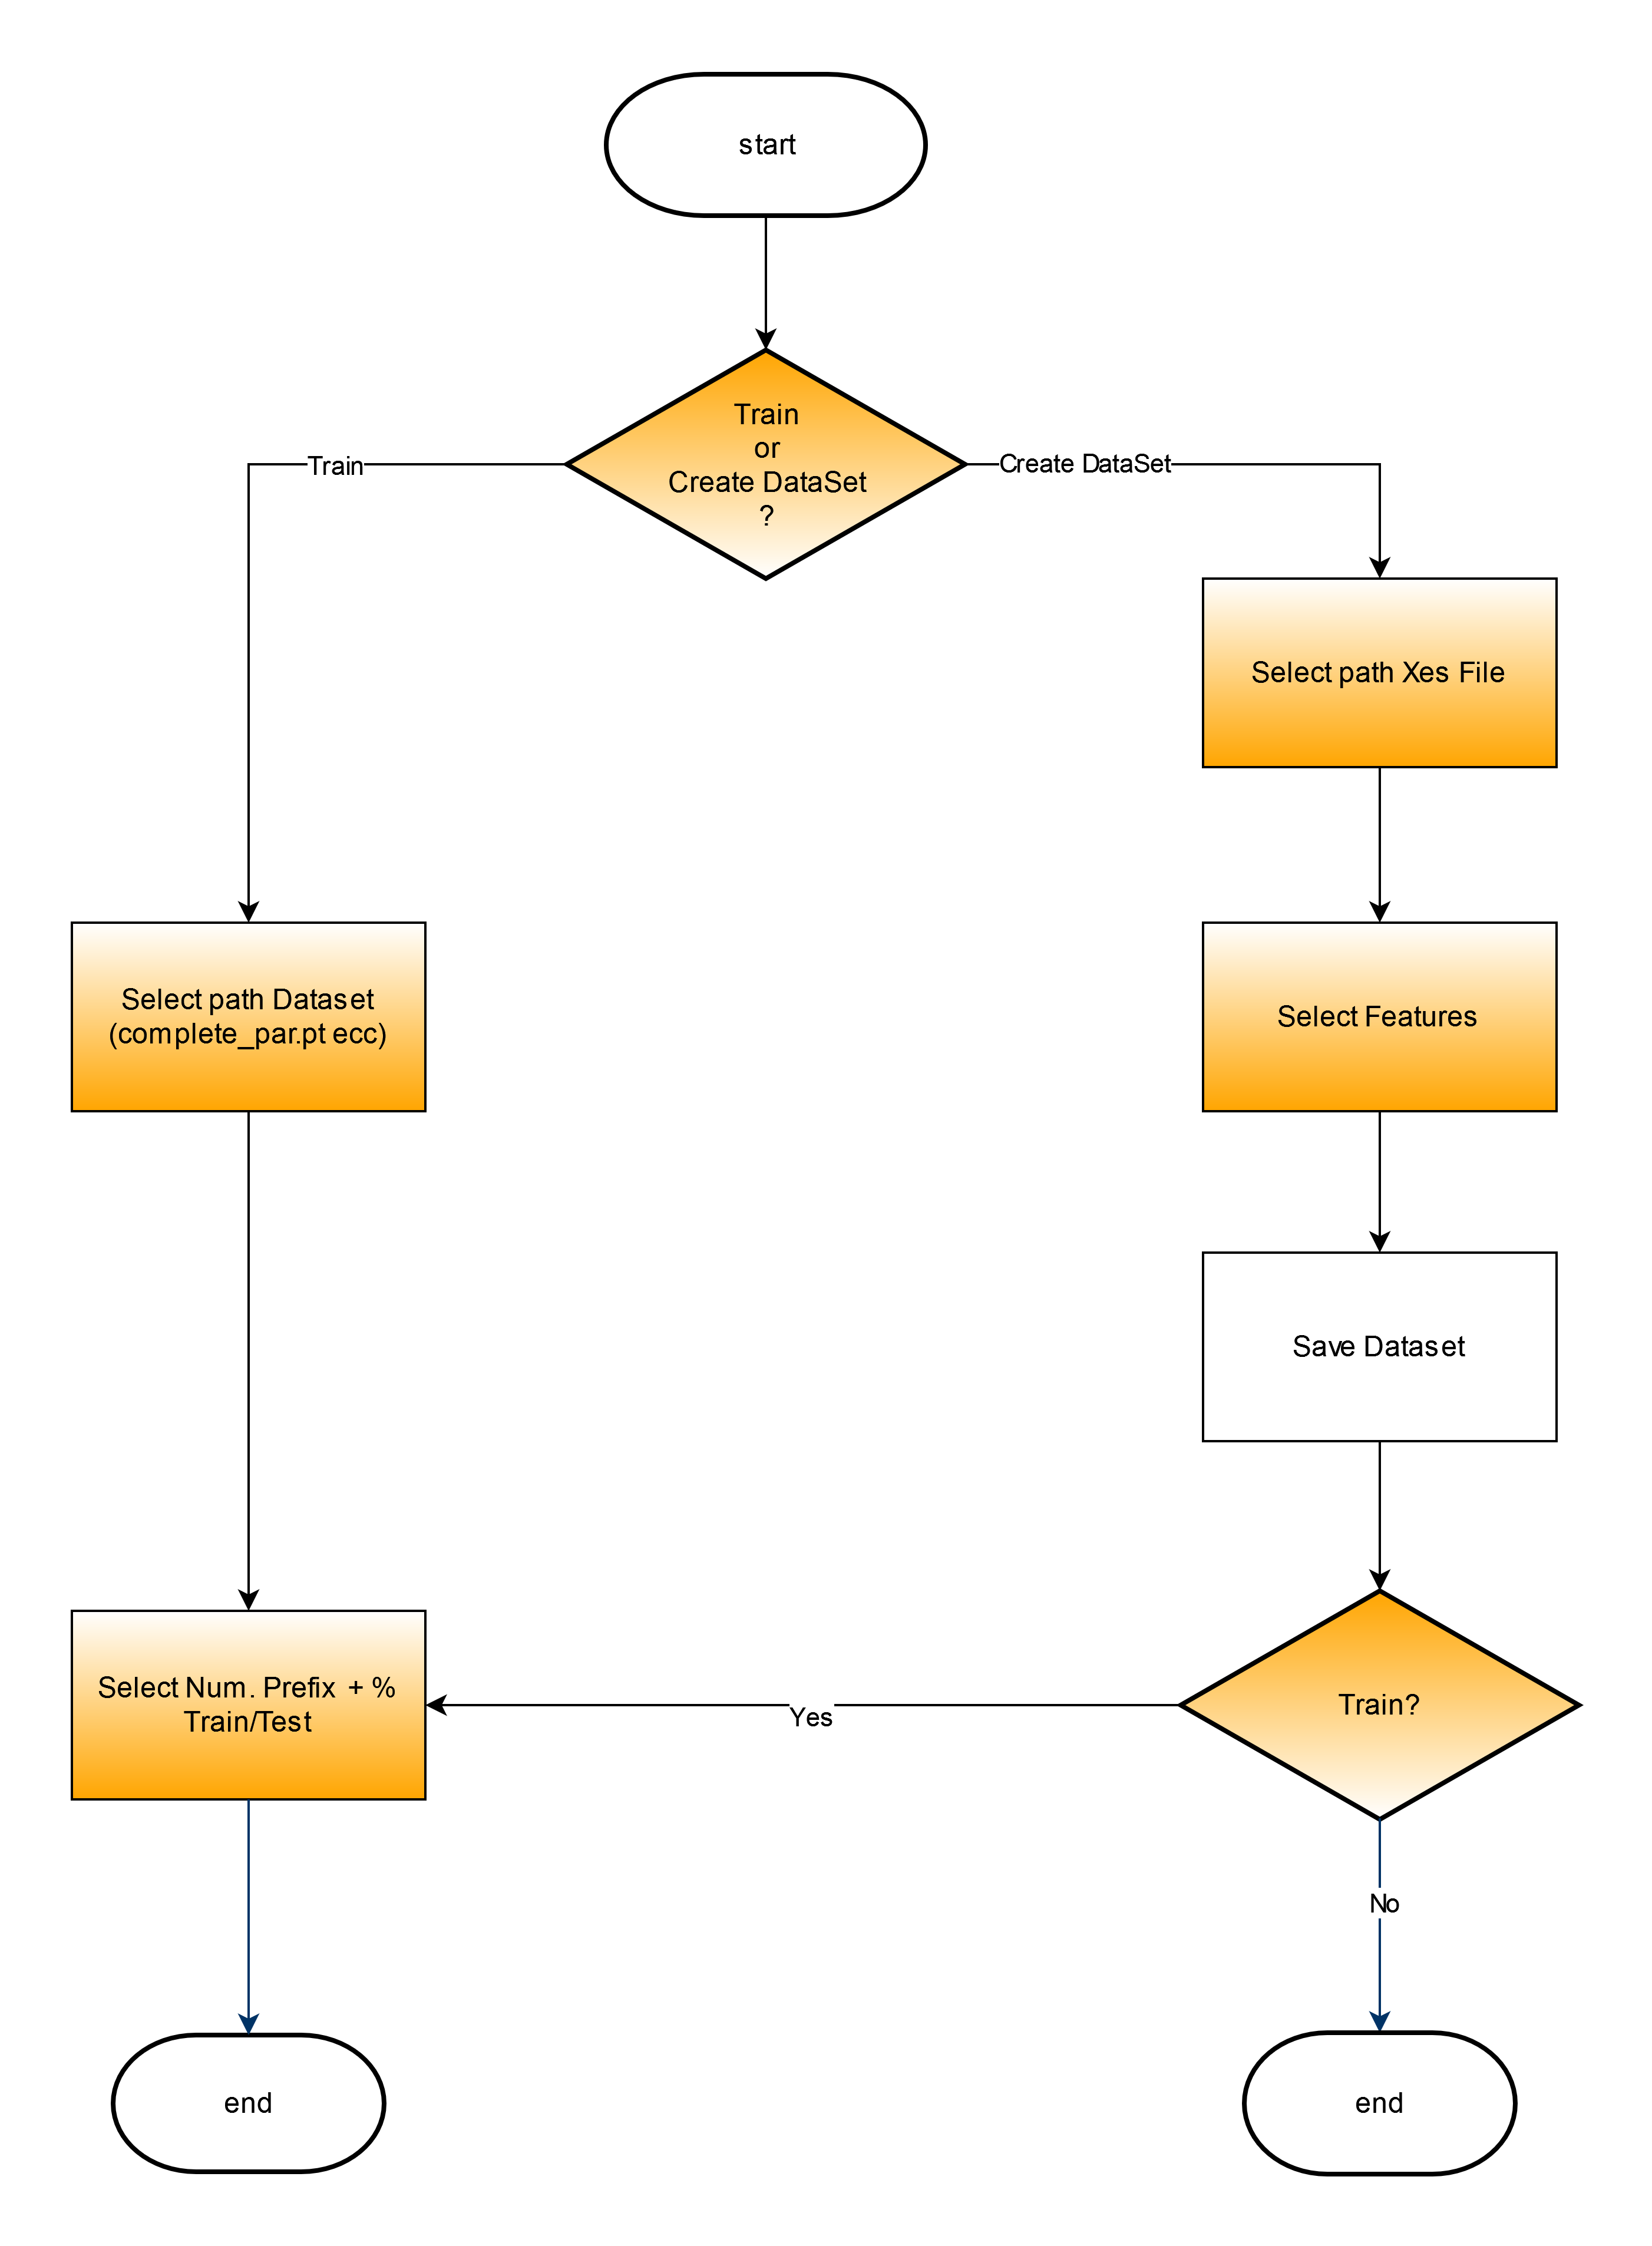 start
Train
or
Create DataSet
?
Train
Create DataSet
Select path Xes File
Select path Dataset
(complete_par.pt ecc)
Select Features
Save Dataset
Select Num. Prefix + %
Train/Test
Yes
Train?
No
end
end